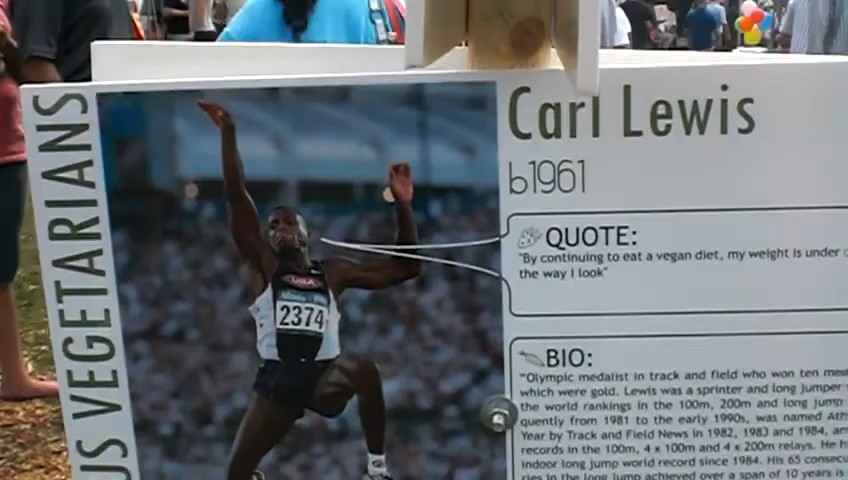 US VEGETARIANS
USA
2374
Carl Lewis
b1961
QUOTE:
"By continuing to eat a vegan diet, my weight is under
the way I look"
BIO:
"Olympic medalist in track and field who won ten
which were gold. Lewis was a sprinter and long jumper
the world rankings in the 100m, 200m and long jump
quently from 1981 to the early 1990s, was named
Year by Track and Field News in 1982, 1983 and 1984,
records in the 100m, 4 x 100m and 4 x 200m relays. He
indoor long jump world record since 1984. His 65
ries in the long jump achieved over a span of 10 years is